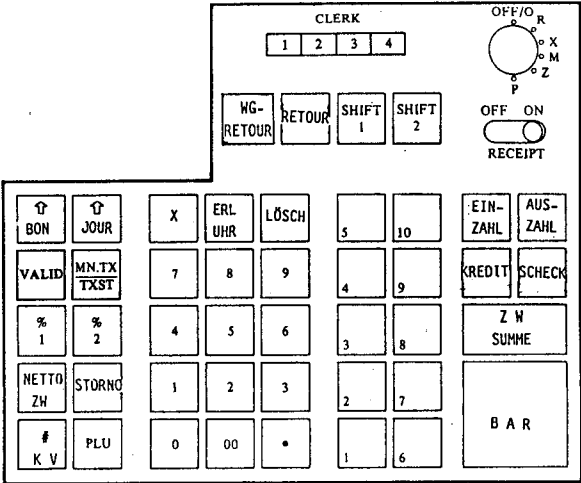 CLERK
1 2 3 4
OFF/O
R
X
M
Z
P
WG-
RETOUR
RETOUR
SHIFT
1
SHIFT
2
OFF ON
RECEIPT
⇧
BON
⇧
JOUR
X
ERL
UHR
LÖSCH
5
10
EIN-
ZAHL
AUS-
ZAHL
VALID
MN.TX
TXST
7
8
9
4
9
KREDIT
SCHECK
%
1
%
2
4
5
6
3
8
Z W
SUMME
NETTO
ZW
STORNO
1
2
3
2
7
BAR
#
K V
PLU
0
00
•
1
6